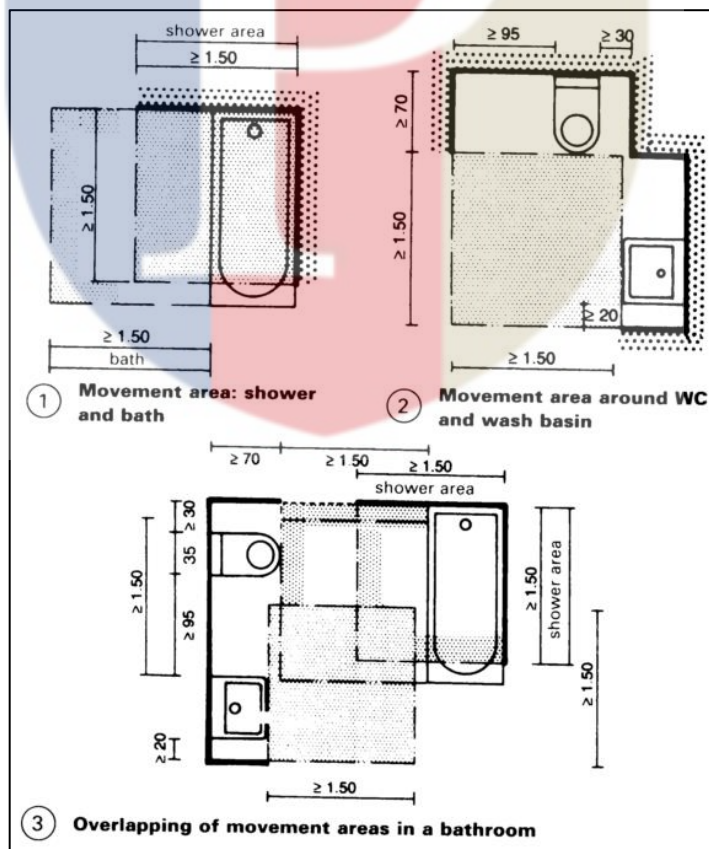 shower area
≥ 1.50
≥ 1.50
≥ 1.50
bath
1 Movement area: shower
and bath
≥ 95
≥ 30
≥ 70
≥ 1.50
≥ 20
≥ 1.50
2 Movement area around WC
and wash basin
≥ 70
≥ 1.50
≥ 1.50
shower area
≥ 30
35
≥ 1.50
≥ 95
≥ 20
≥ 1.50
shower area
≥ 1.50
≥ 1.50
3 Overlapping of movement areas in a bathroom